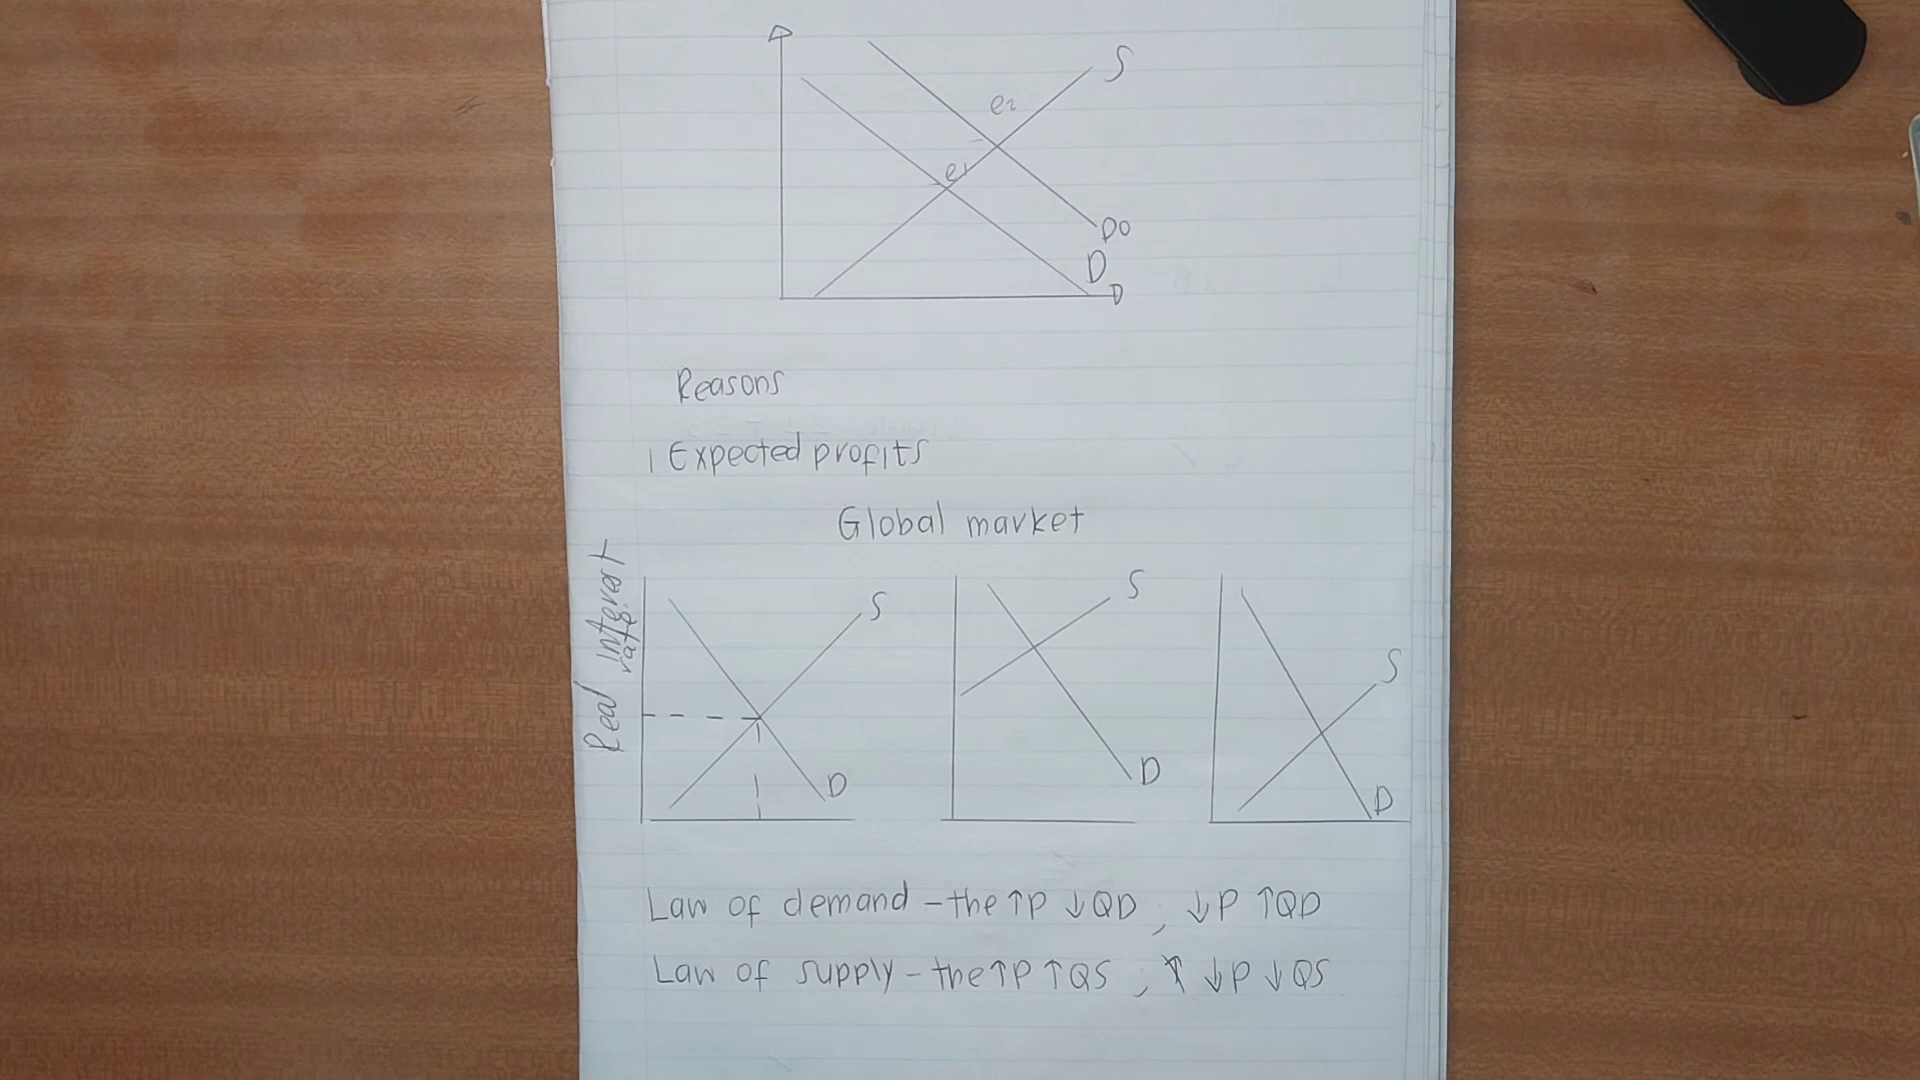 S
e2
e1
D0
D
Reasons
1 Expected profits
Global market
Real interest
rate
S
D
S
D
S
D
Law of demand - the ↑P ↓QD ; ↓P ↑QD
Law of supply - the ↑P ↑QS ; ↓P ↓QS